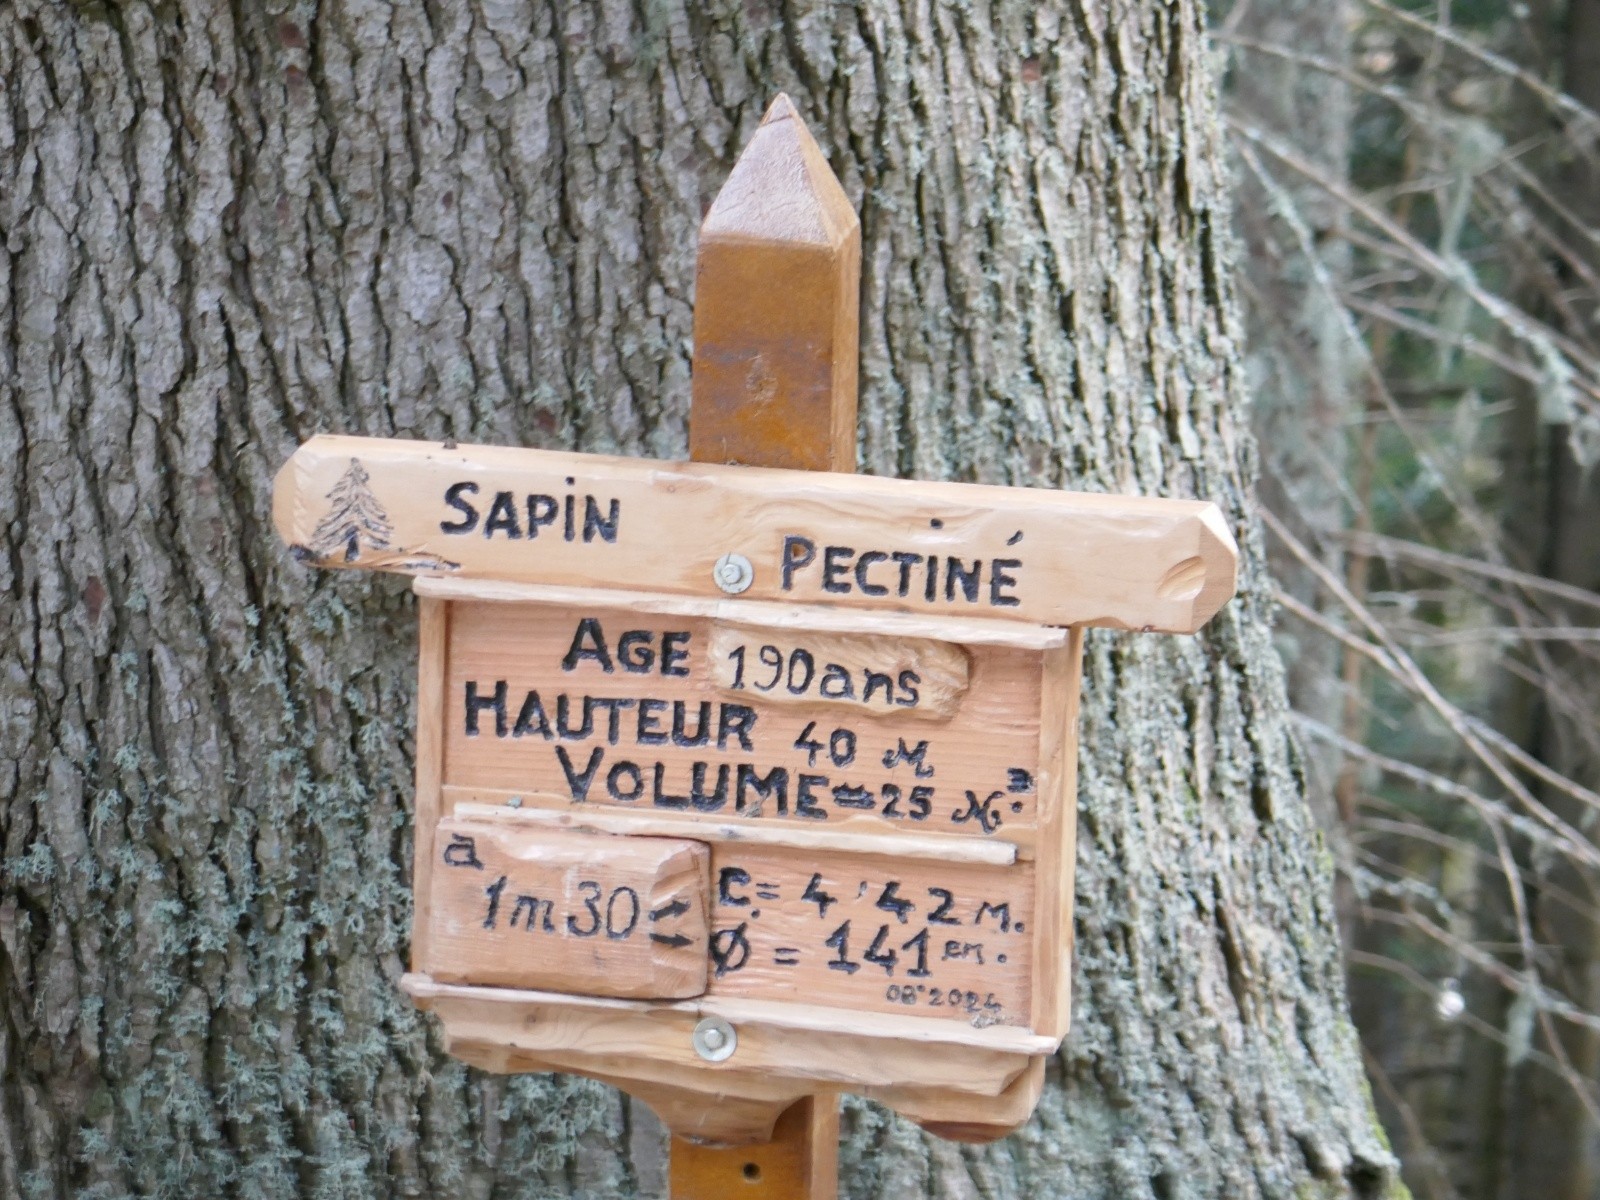 SAPiN PECTiNÉ
AGE 190ans
HAUTEUR 40 M
VOLUME = 25 M³
à
1m30
C = 4,42 M.
Ø = 141 cm.
08°2024